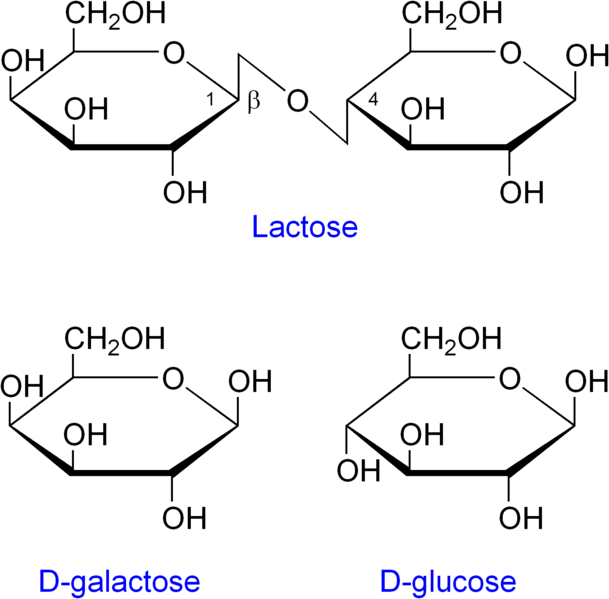 CH₂OH CH₂OH
OH O O OH
OH 1 β O 4 OH
OH OH
Lactose
CH₂OH CH₂OH
OH O OH O OH
OH OH OH
OH OH
D-galactose D-glucose